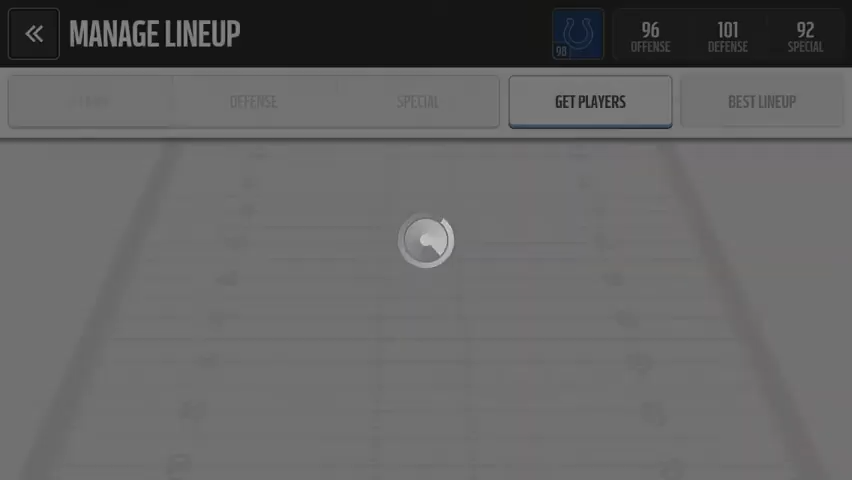 MANAGE LINEUP
98
96 101 92
OFFENSE DEFENSE SPECIAL
DEFENSE SPECIAL GET PLAYERS BEST LINEUP